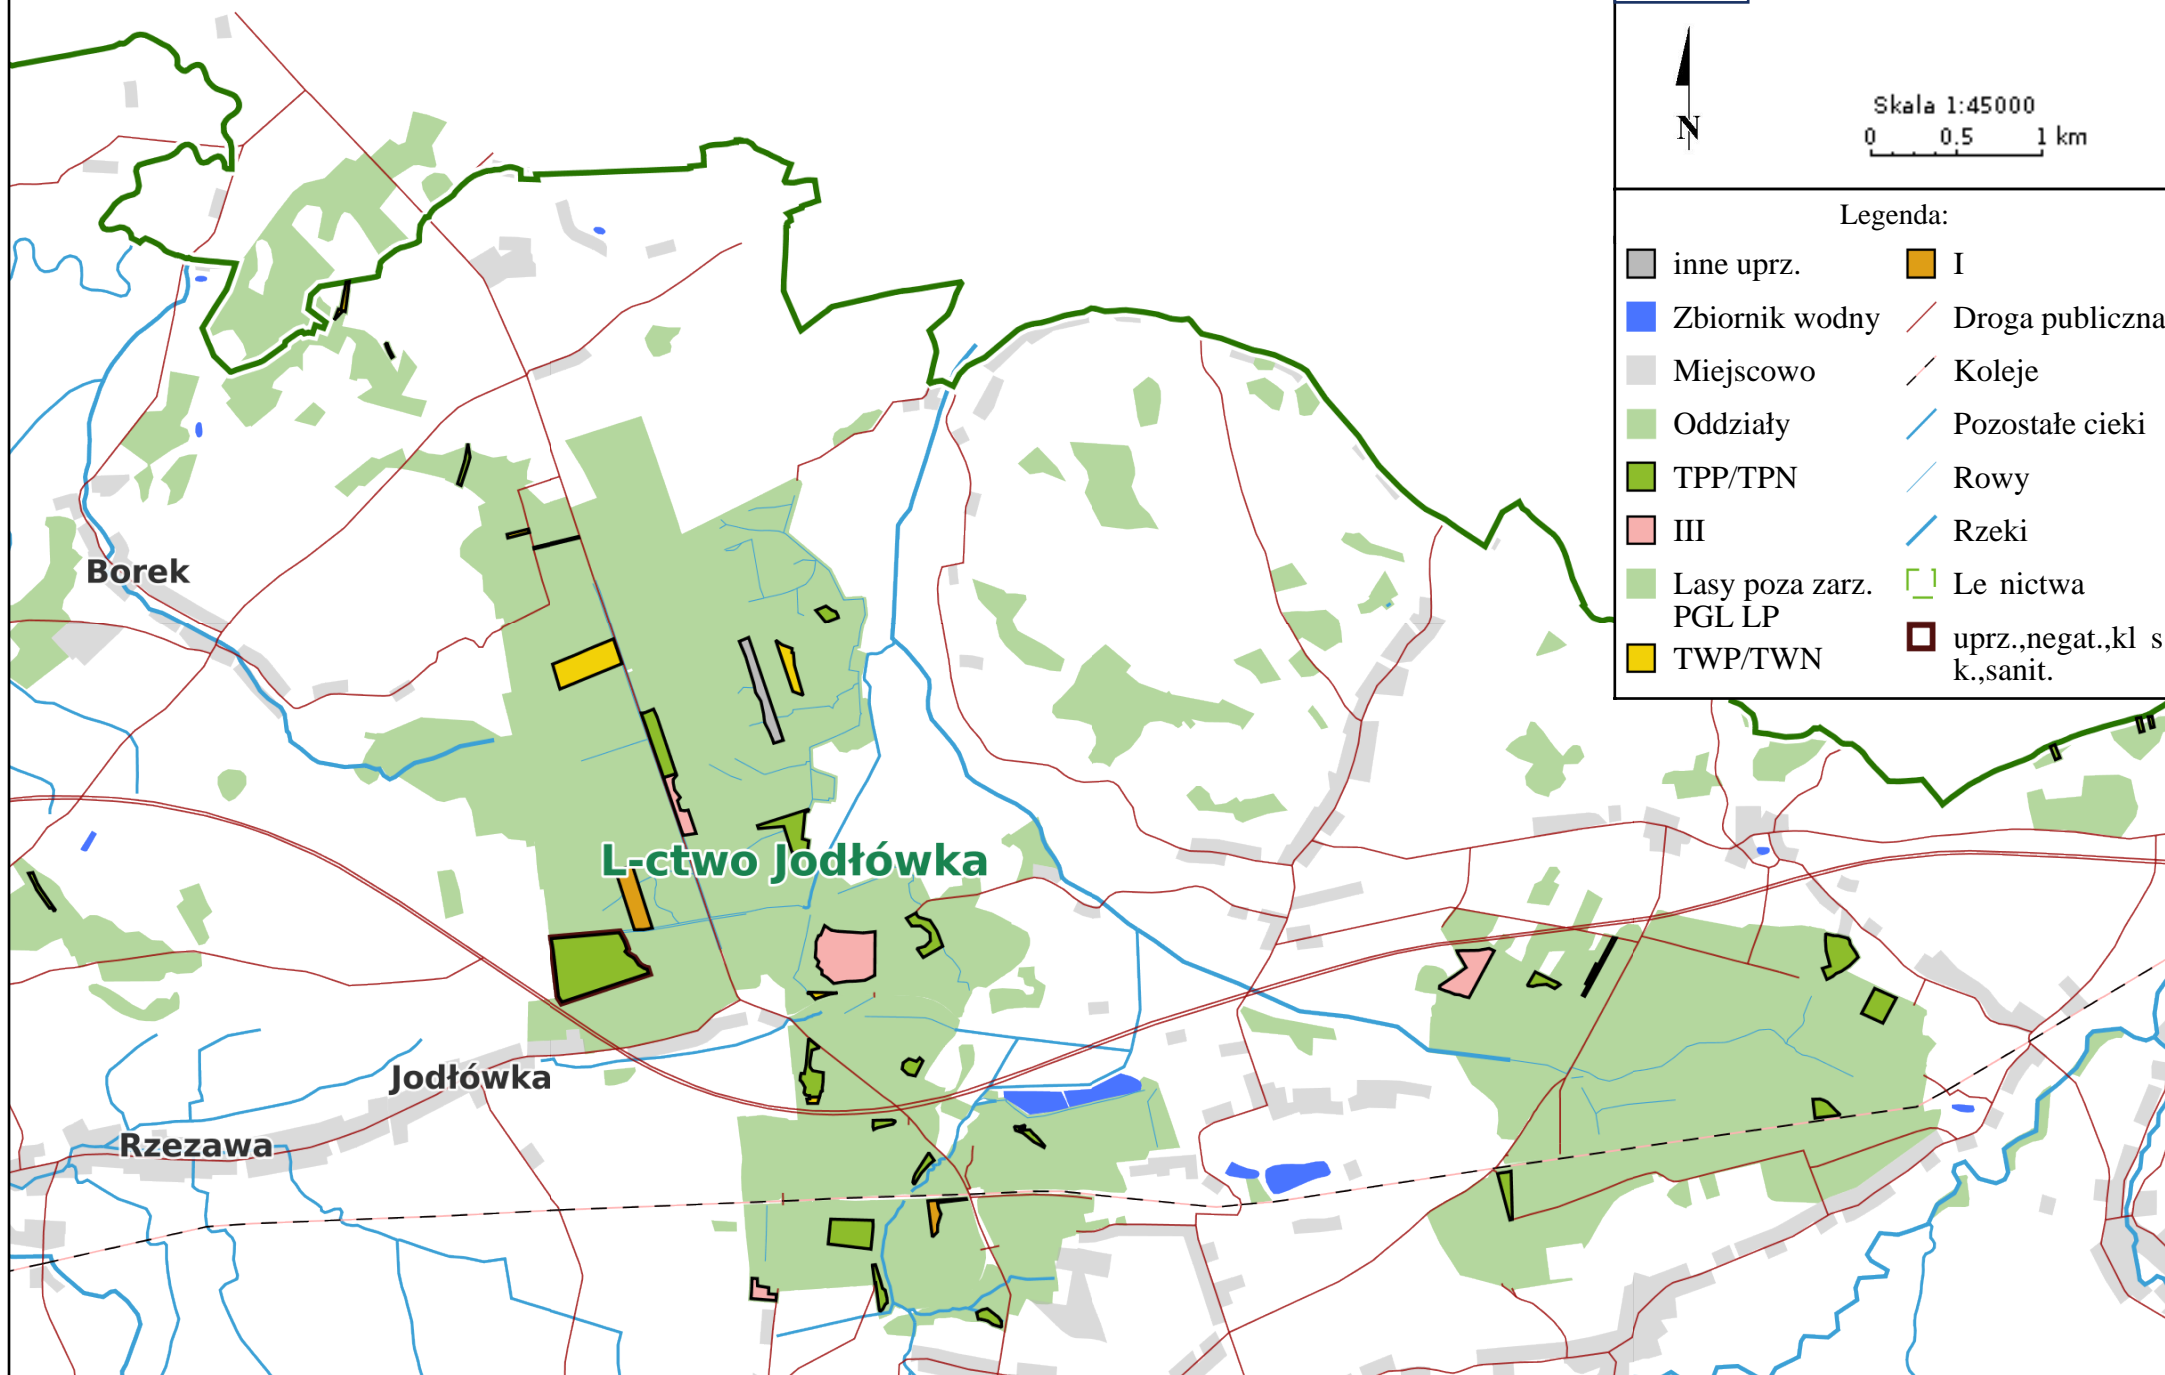 N
Skala 1:45000
0 0.5 1 km
Legenda:
inne uprz.
Zbiornik wodny
Miejscowo
Oddziały
TPP/TPN
III
Lasy poza zarz.
PGL LP
TWP/TWN
I
Droga publiczna
Koleje
Pozostałe cieki
Rowy
Rzeki
Le nictwa
uprz.,negat.,kl s
k.,sanit.
Borek
L-ctwo Jodłówka
Jodłówka
Rzezawa